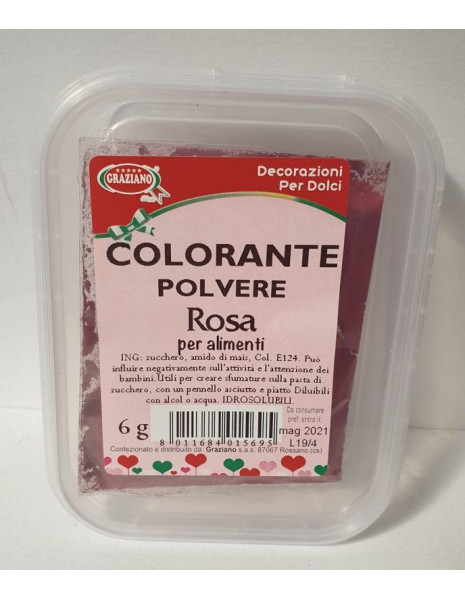 GRAZIANO
Decorazioni
Per Dolci
COLORANTE
POLVERE
Rosa
per alimenti
ING: zucchero, amido di mais, Col. E124. Può
influire negativamente sull'attività e l'attenzione dei
bambini.Utili per creare sfumature sulla pasta di
zucchero, con un pennello asciutto e piatto Diluibili
con alcol o acqua. IDROSOLUBILI.
6 g
Da consumare
pref. entro il:
mag 2021
L19/4
8 011684 015695
Confezionato e distribuito da: Graziano s.a.s. 87067 Rossano (cs)